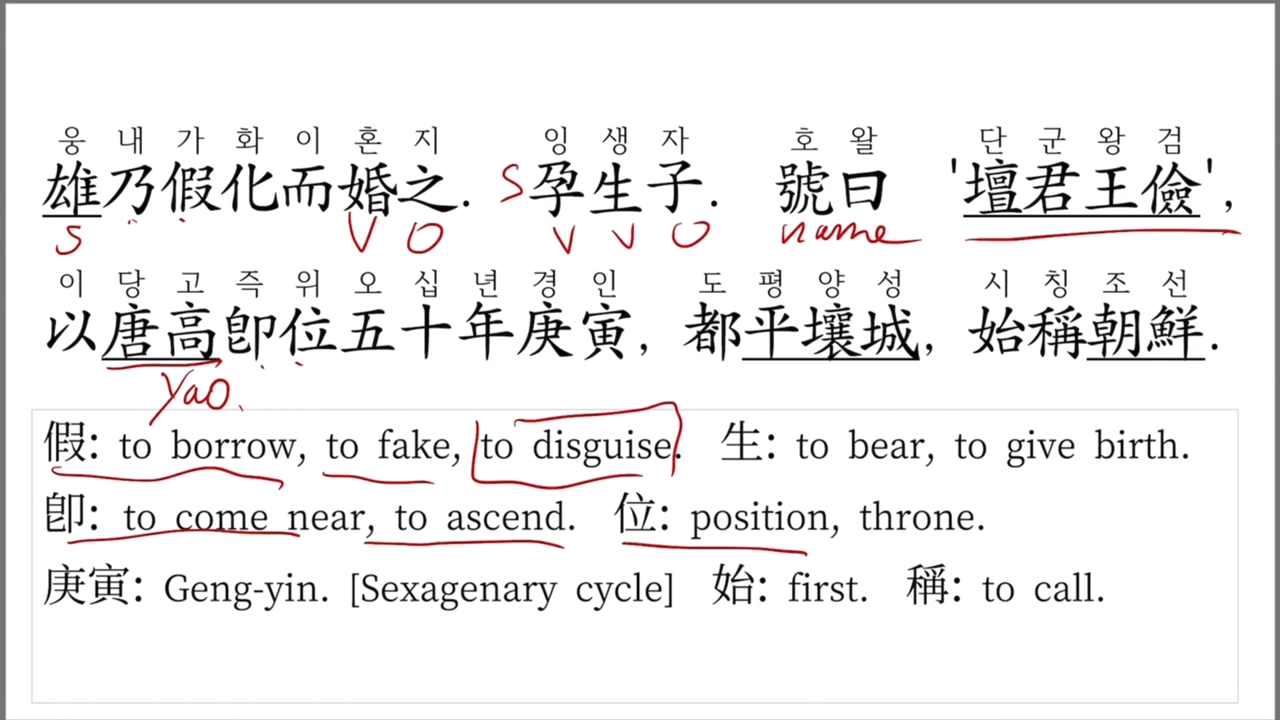 웅 내 가 화 이 혼 지 잉 생 자 호 왈 단 군 왕 검
雄乃假化而婚之. S 孕生子. 號曰 '壇君王儉',
S V O V V O name
이 당 고 즉 위 오 십 년 경 인 도 평 양 성 시 칭 조 선
以唐高卽位五十年庚寅, 都平壤城, 始稱朝鮮.
Yao
假: to borrow, to fake, to disguise. 生: to bear, to give birth.
卽: to come near, to ascend. 位: position, throne.
庚寅: Geng-yin. [Sexagenary cycle] 始: first. 稱: to call.